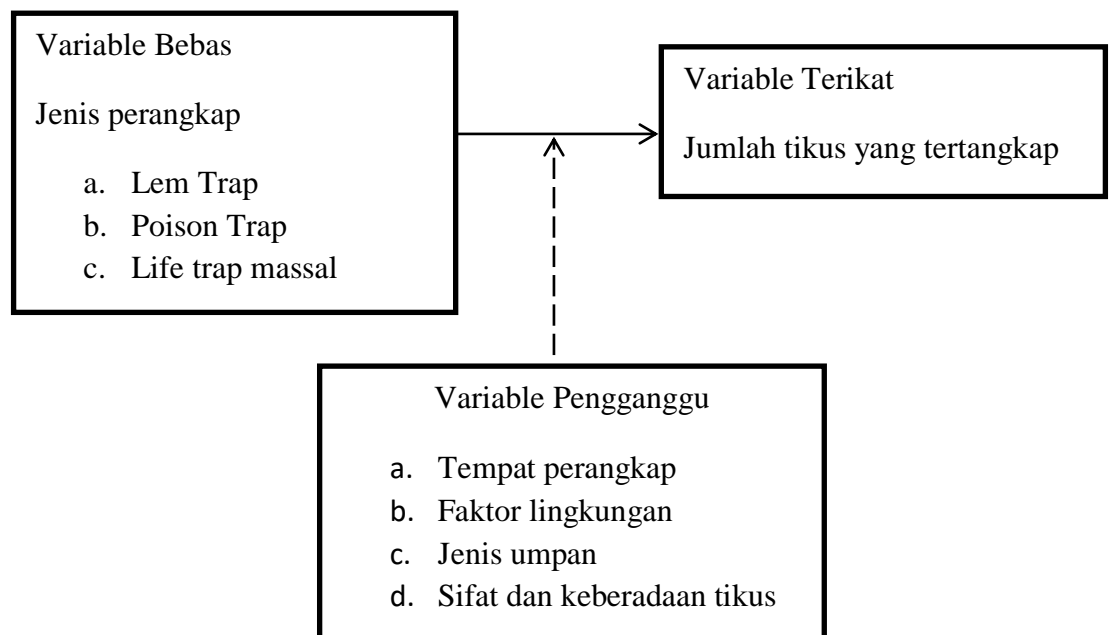 Variable Bebas
Jenis perangkap
a. Lem Trap
b. Poison Trap
c. Life trap massal
Variable Terikat
Jumlah tikus yang tertangkap
Variable Pengganggu
a. Tempat perangkap
b. Faktor lingkungan
c. Jenis umpan
d. Sifat dan keberadaan tikus